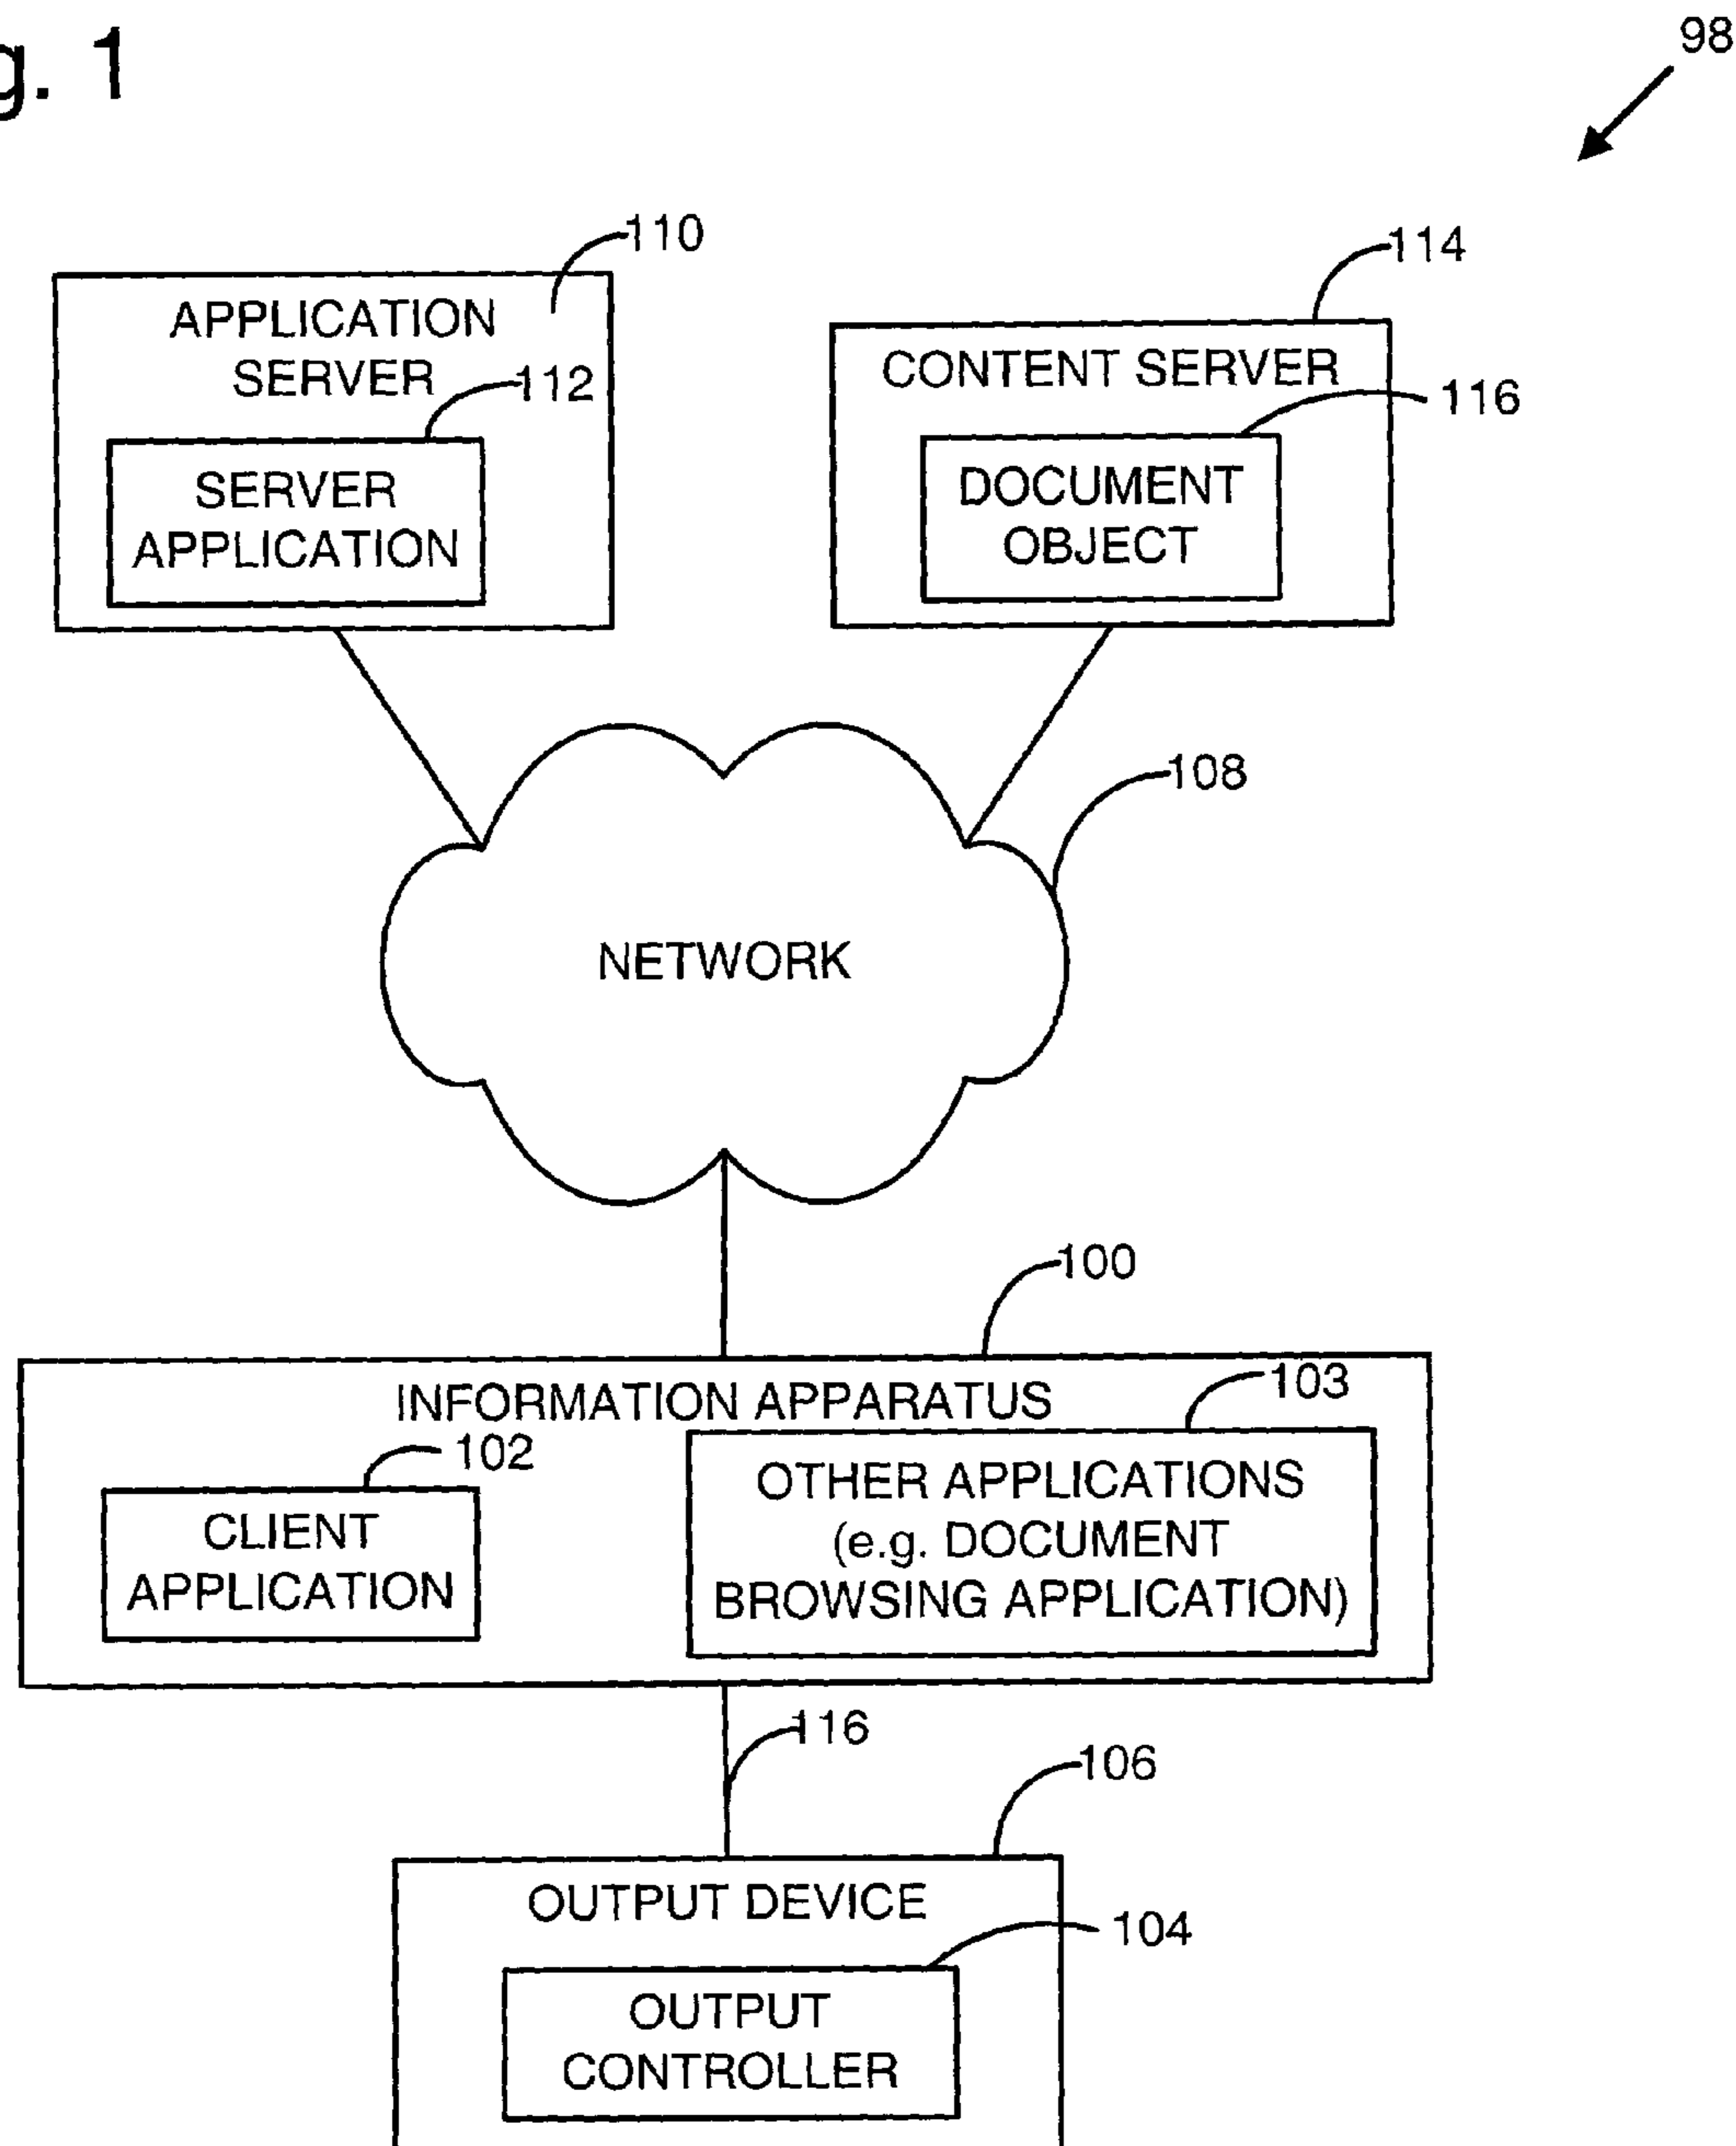 g. 1
98
110
114
APPLICATION
SERVER
112
CONTENT SERVER
116
SERVER
APPLICATION
DOCUMENT
OBJECT
108
NETWORK
100
INFORMATION APPARATUS
103
102
OTHER APPLICATIONS
(e.g. DOCUMENT
BROWSING APPLICATION)
CLIENT
APPLICATION
116
106
OUTPUT DEVICE
104
OUTPUT
CONTROLLER